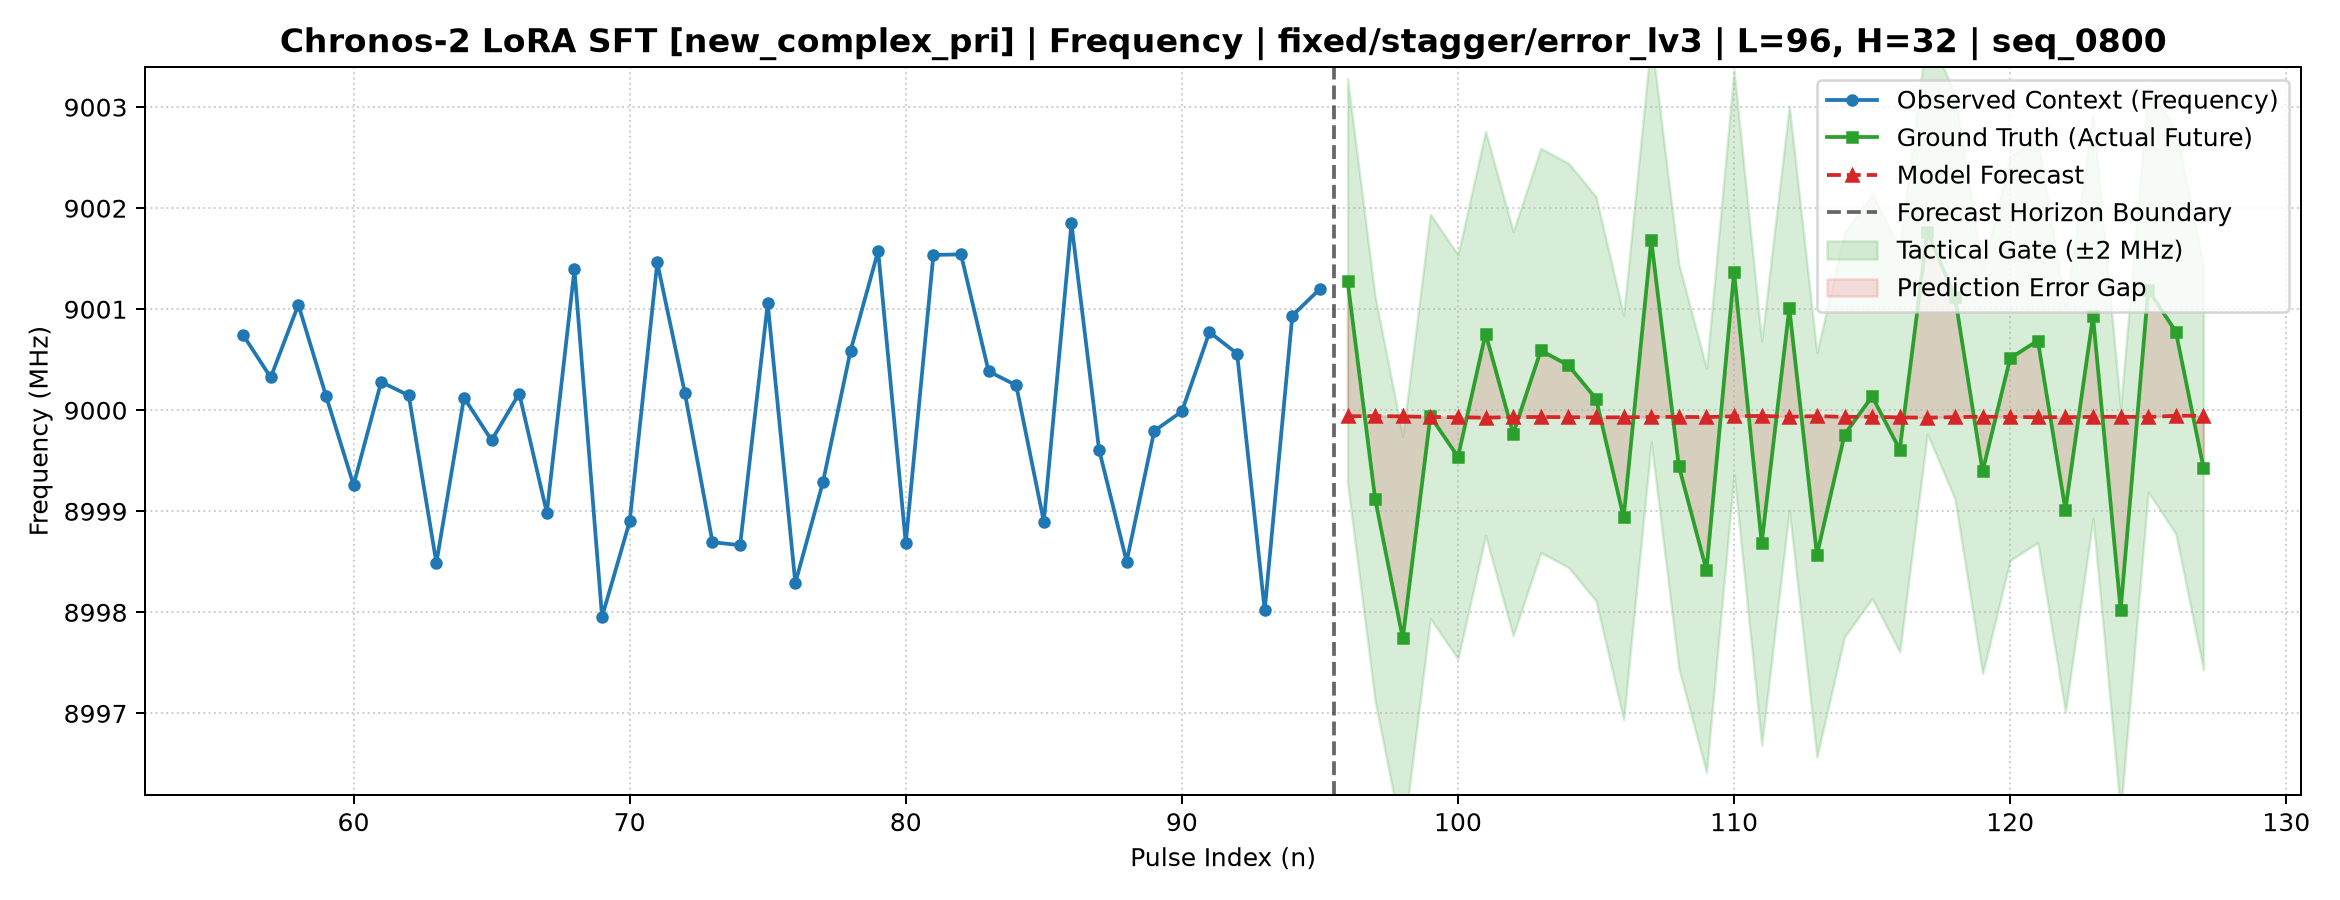 Chronos-2 LoRA SFT [new_complex_pri] | Frequency | fixed/stagger/error_lv3 | L=96, H=32 | seq_0800
Frequency (MHz)
9003
9002
9001
9000
8999
8998
8997
Observed Context (Frequency)
Ground Truth (Actual Future)
Model Forecast
Forecast Horizon Boundary
Tactical Gate (±2 MHz)
Prediction Error Gap
60 70 80 90 100 110 120 130
Pulse Index (n)